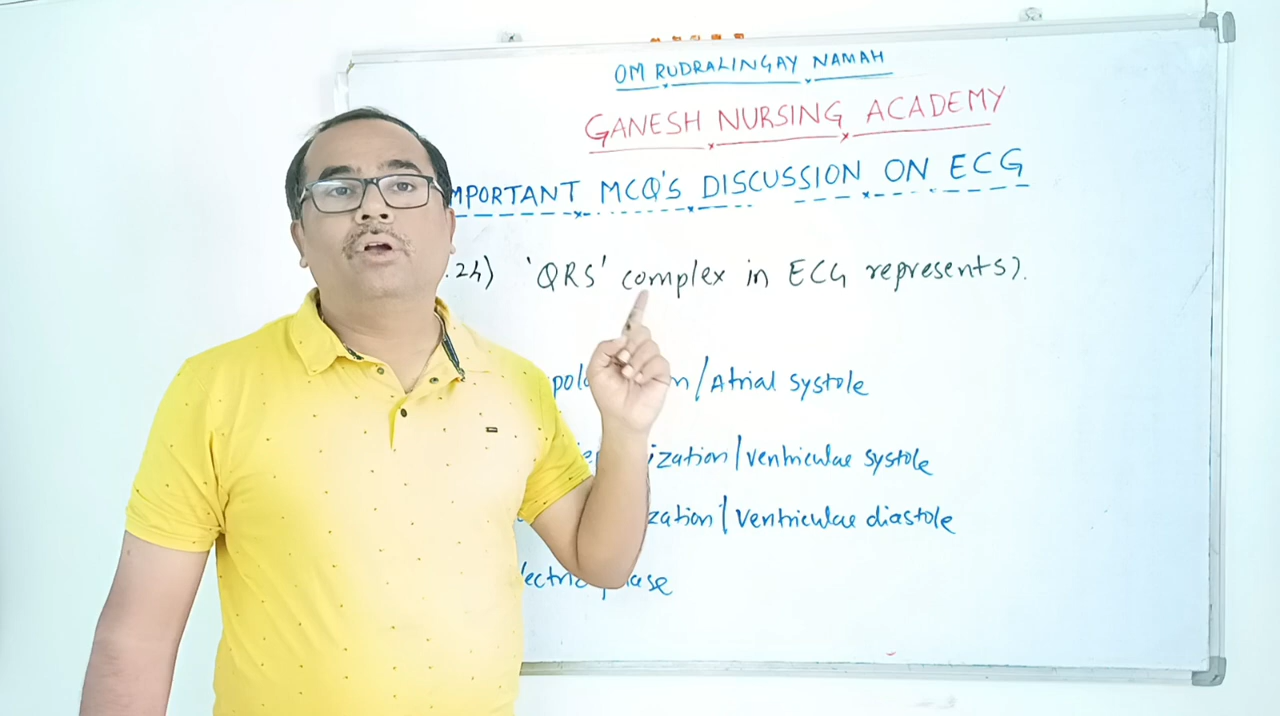 OM RUDRALINGAY NAMAH
GANESH NURSING ACADEMY
MPORTANT MCQ'S DISCUSSION ON ECG
.24) 'QRS' complex in ECG represents).
/Atrial systole
ization/ventricular systole
zation/ventricular diastole